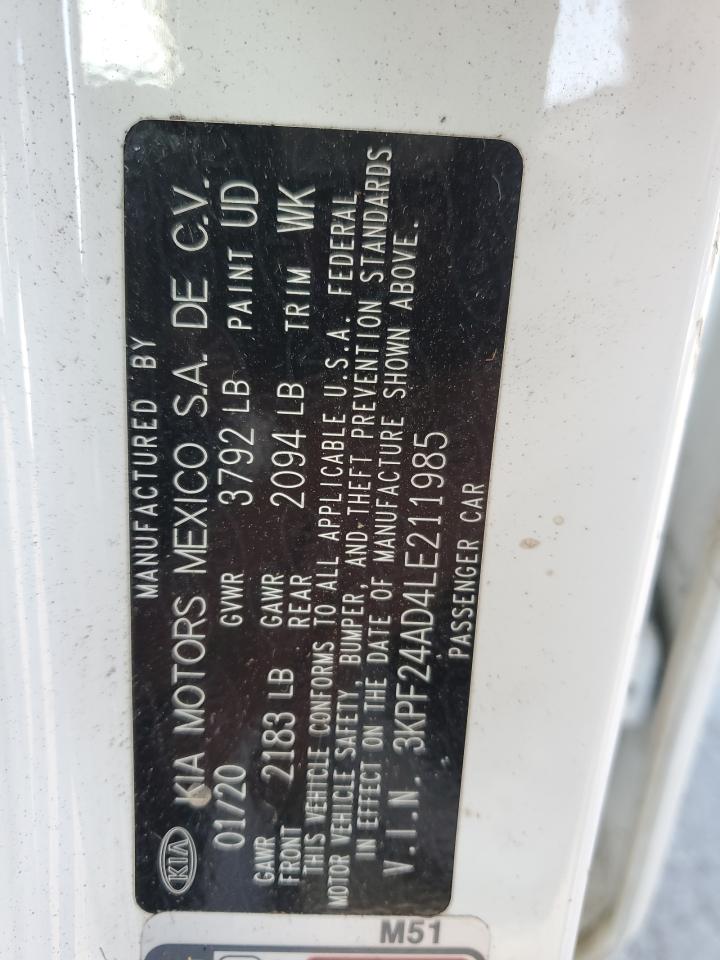 MANUFACTURED BY
KIA KIA MOTORS MEXICO S.A. DE C.V.
01/20 GVWR 3792 LB PAINT UD
GAWR FRONT 2183 LB GAWR REAR 2094 LB TRIM WK
THIS VEHICLE CONFORMS TO ALL APPLICABLE U.S.A. FEDERAL
MOTOR VEHICLE SAFETY, BUMPER, AND THEFT PREVENTION STANDARDS
IN EFFECT ON THE DATE OF MANUFACTURE SHOWN ABOVE.
V.I.N. 3KPF24AD4LE211985
PASSENGER CAR
M51